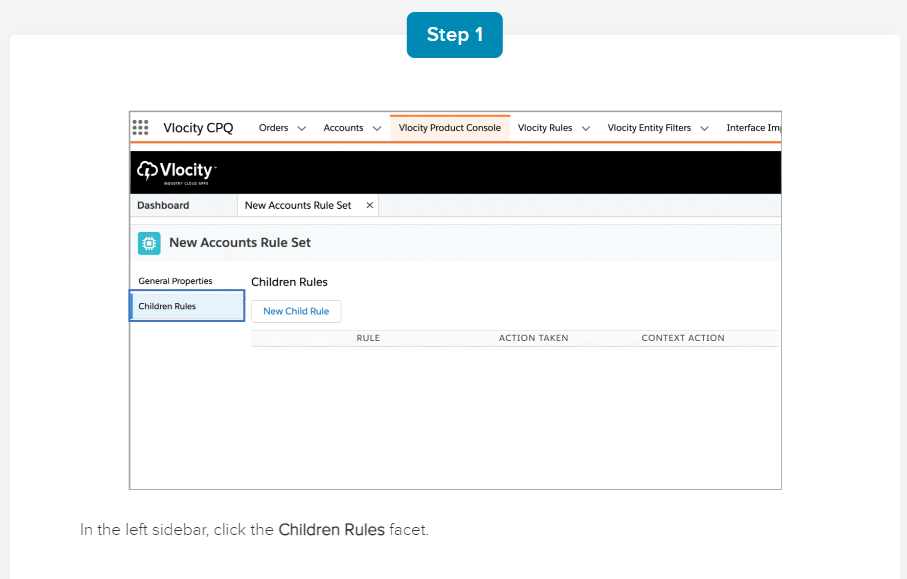 Step 1
Vlocity CPQ Orders Accounts Vlocity Product Console Vlocity Rules Vlocity Entity Filters Interface
Vlocity
INDUSTRY CLOUD APPS
Dashboard New Accounts Rule Set ×
New Accounts Rule Set
General Properties
Children Rules
Children Rules
New Child Rule
RULE ACTION TAKEN CONTEXT ACTION
In the left sidebar, click the Children Rules facet.